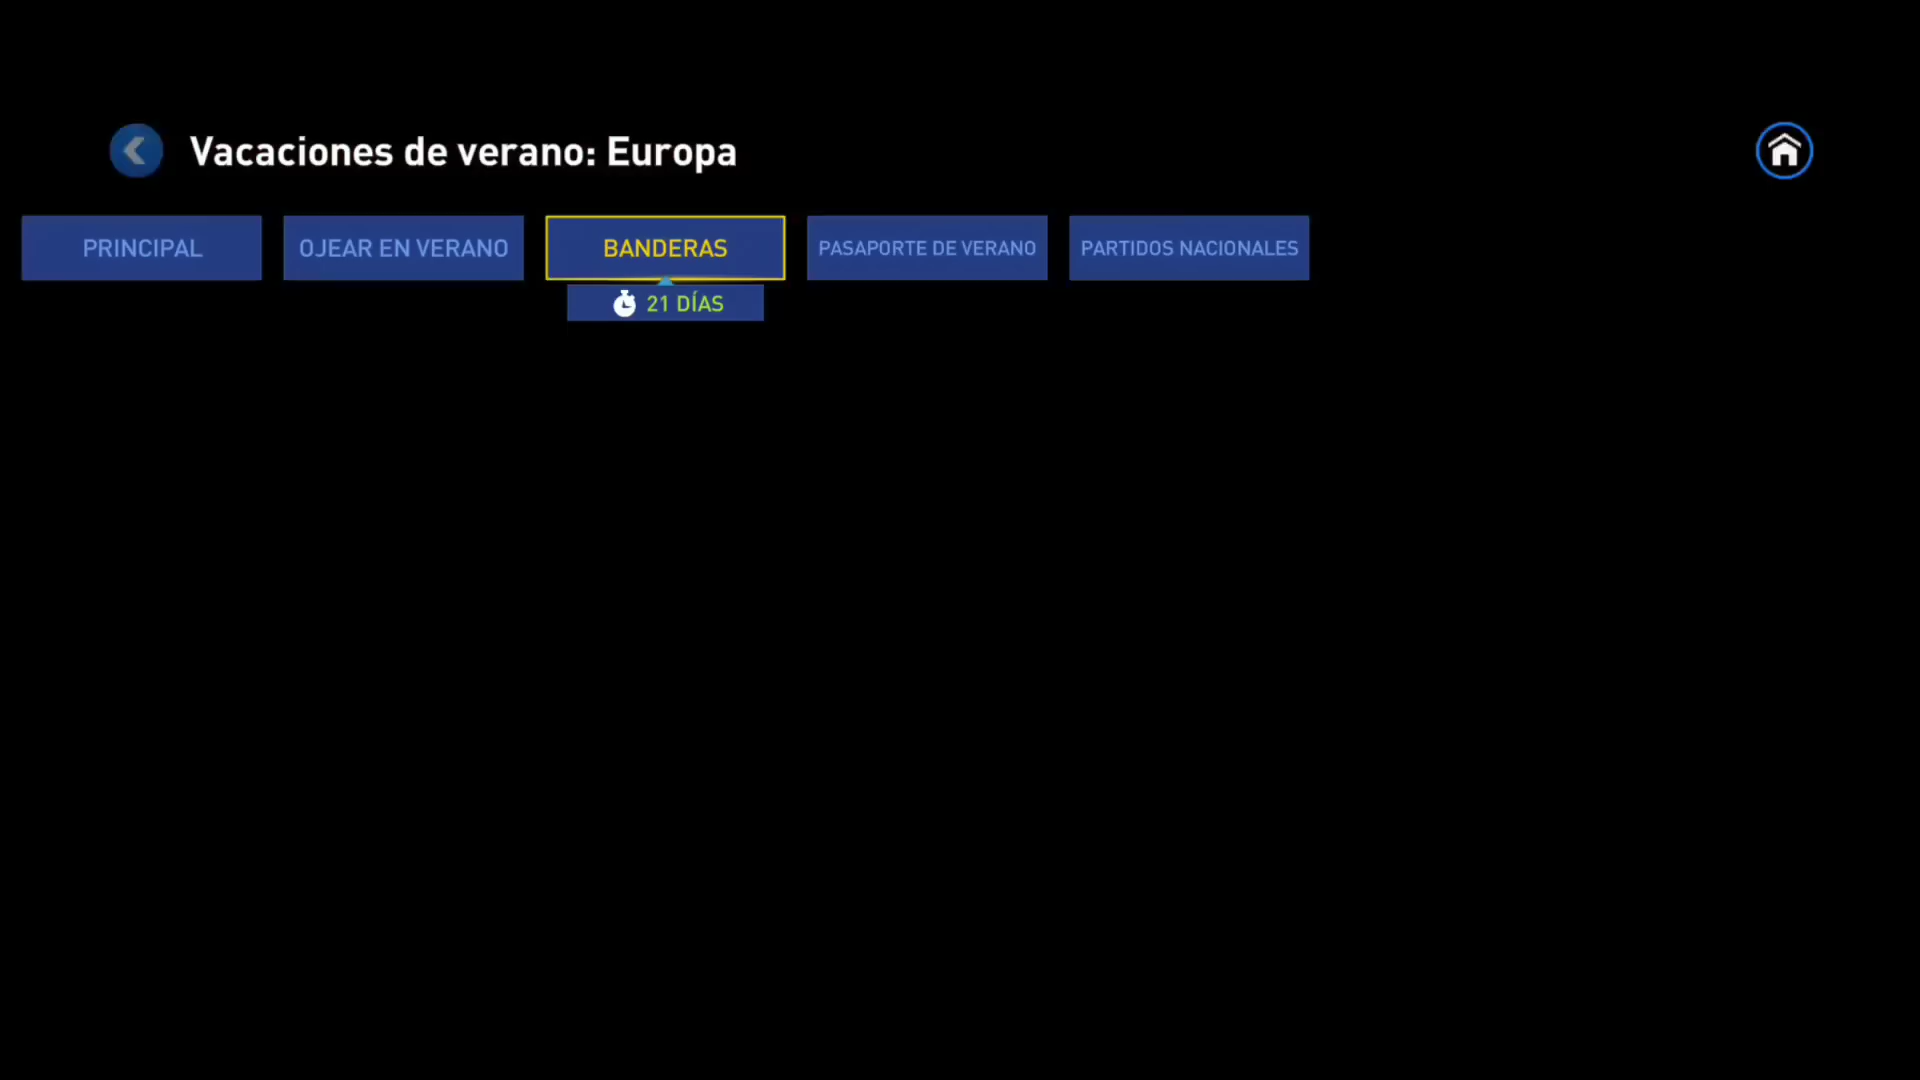 Vacaciones de verano: Europa
PRINCIPAL
OJEAR EN VERANO
BANDERAS
PASAPORTE DE VERANO
PARTIDOS NACIONALES
21 DÍAS